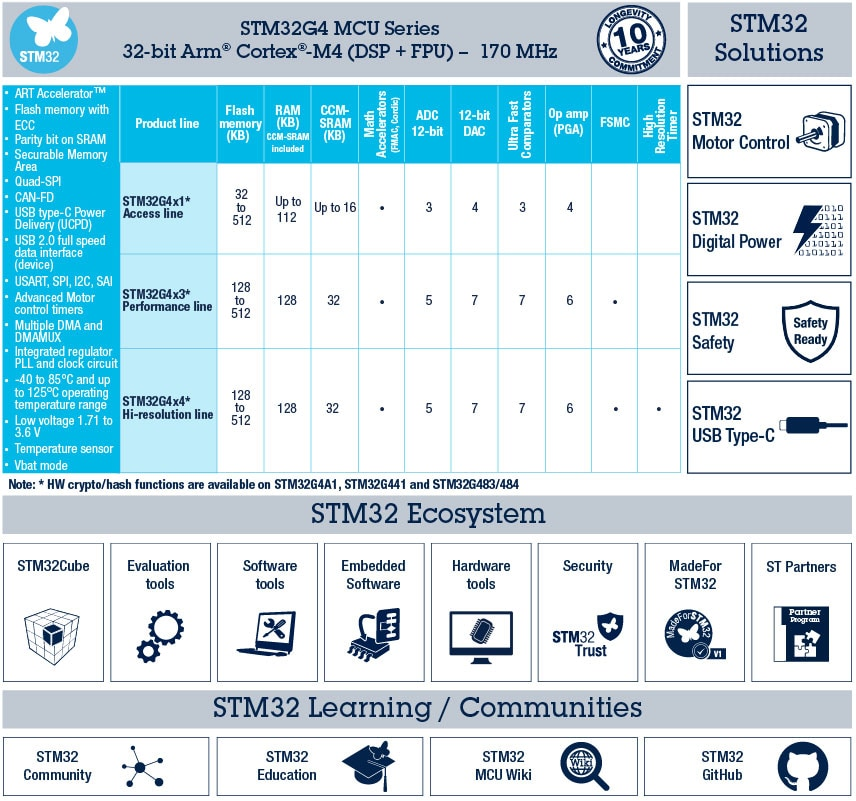 STM32
STM32G4 MCU Series
32-bit Arm® Cortex®-M4 (DSP + FPU) – 170 MHz
LONGEVITY
10
YEARS
COMMITMENT
STM32
Solutions
▪ ART Accelerator™
▪ Flash memory with
ECC
▪ Parity bit on SRAM
▪ Securable Memory
Area
▪ Quad-SPI
▪ CAN-FD
▪ USB type-C Power
Delivery (UCPD)
▪ USB 2.0 full speed
data interface
(device)
▪ USART, SPI, I2C, SAI
▪ Advanced Motor
control timers
▪ Multiple DMA and
DMAMUX
▪ Integrated regulator
PLL and clock circuit
▪ -40 to 85°C and up
to 125°C operating
temperature range
▪ Low voltage 1.71 to
3.6 V
▪ Temperature sensor
▪ Vbat mode
Product line
Flash
memory
(KB)
RAM
(KB)
CCM-SRAM
included
CCM-
SRAM
(KB)
Math
Accelerators
(FMAC, Cordic)
ADC
12-bit
12-bit
DAC
Ultra Fast
Comparators
Op amp
(PGA)
FSMC
High
Resolution
Timer
STM32G4x1*
Access line
32
to
512
Up to
112
Up to 16
•
3
4
3
4
STM32G4x3*
Performance line
128
to
512
128
32
•
5
7
7
6
•
STM32G4x4*
Hi-resolution line
128
to
512
128
32
•
5
7
7
6
•
•
STM32
Motor Control
STM32
Digital Power
010
01011
10110
01011
0101
STM32
Safety
Safety
Ready
STM32
USB Type-C
Note: * HW crypto/hash functions are available on STM32G4A1, STM32G441 and STM32G483/484
STM32 Ecosystem
STM32Cube
Evaluation
tools
Software
tools
Embedded
Software
Hardware
tools
Security
STM32
Trust
MadeFor
STM32
MadeForSTM32
V1
ST Partners
Partner
Program
STM32 Learning / Communities
STM32
Community
STM32
Education
STM32
MCU Wiki
Wiki
STM32
GitHub